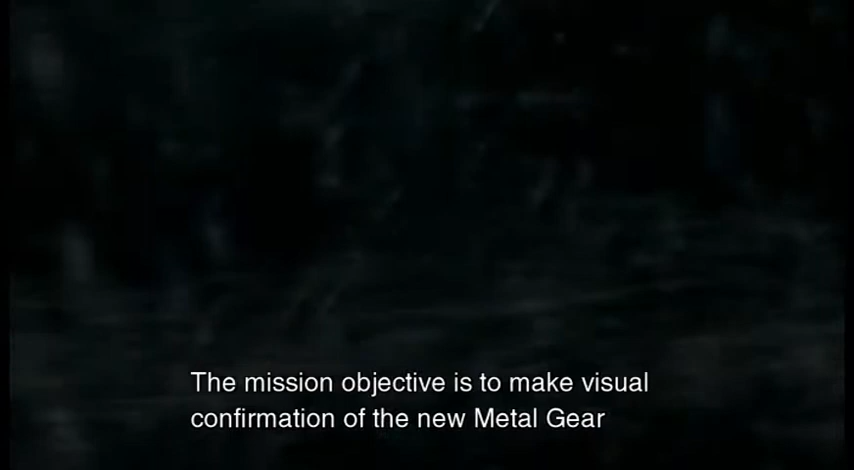 The mission objective is to make visual
confirmation of the new Metal Gear